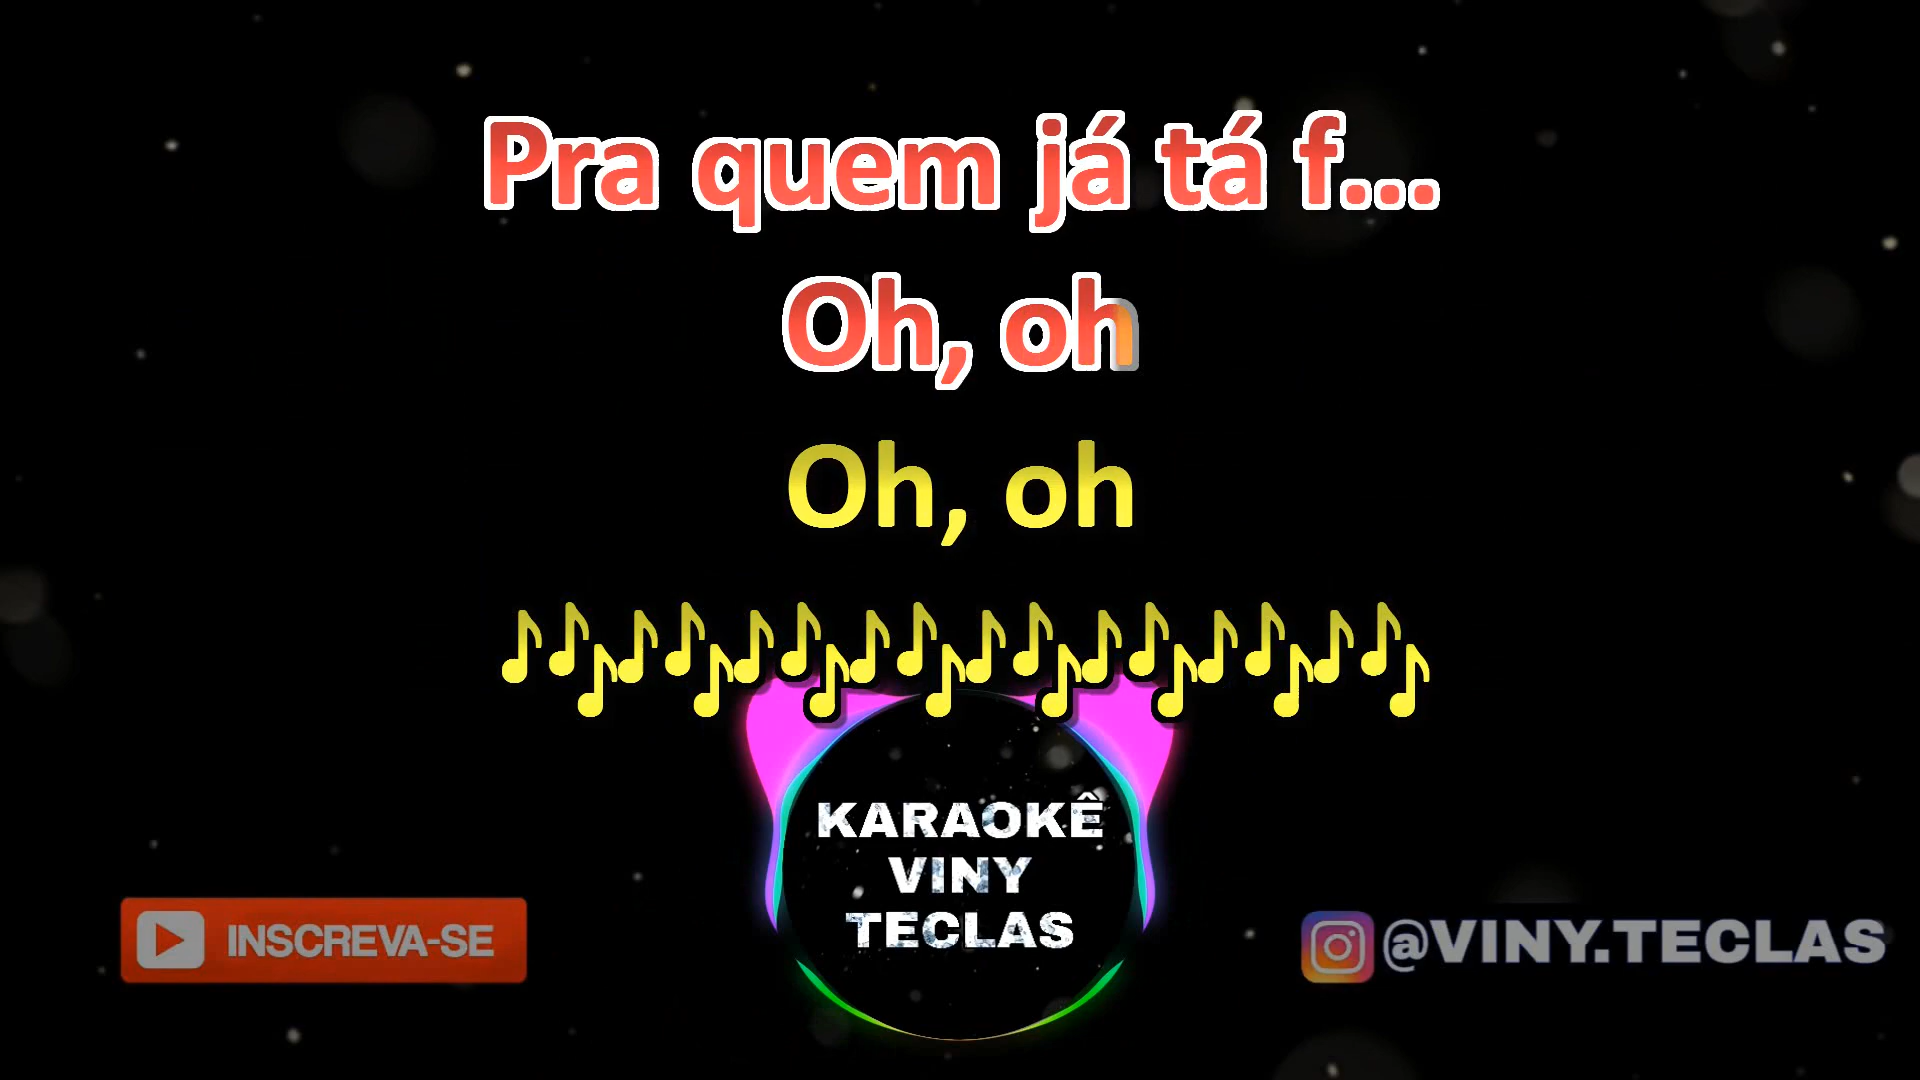 Pra quem já tá f...
Oh, oh
Oh, oh
🎵🎶🎵🎶🎵🎶🎵🎶🎵🎶🎵🎶🎵🎶🎵🎶
KARAOKÊ
VINY
TECLAS
INSCREVA-SE
@VINY.TECLAS